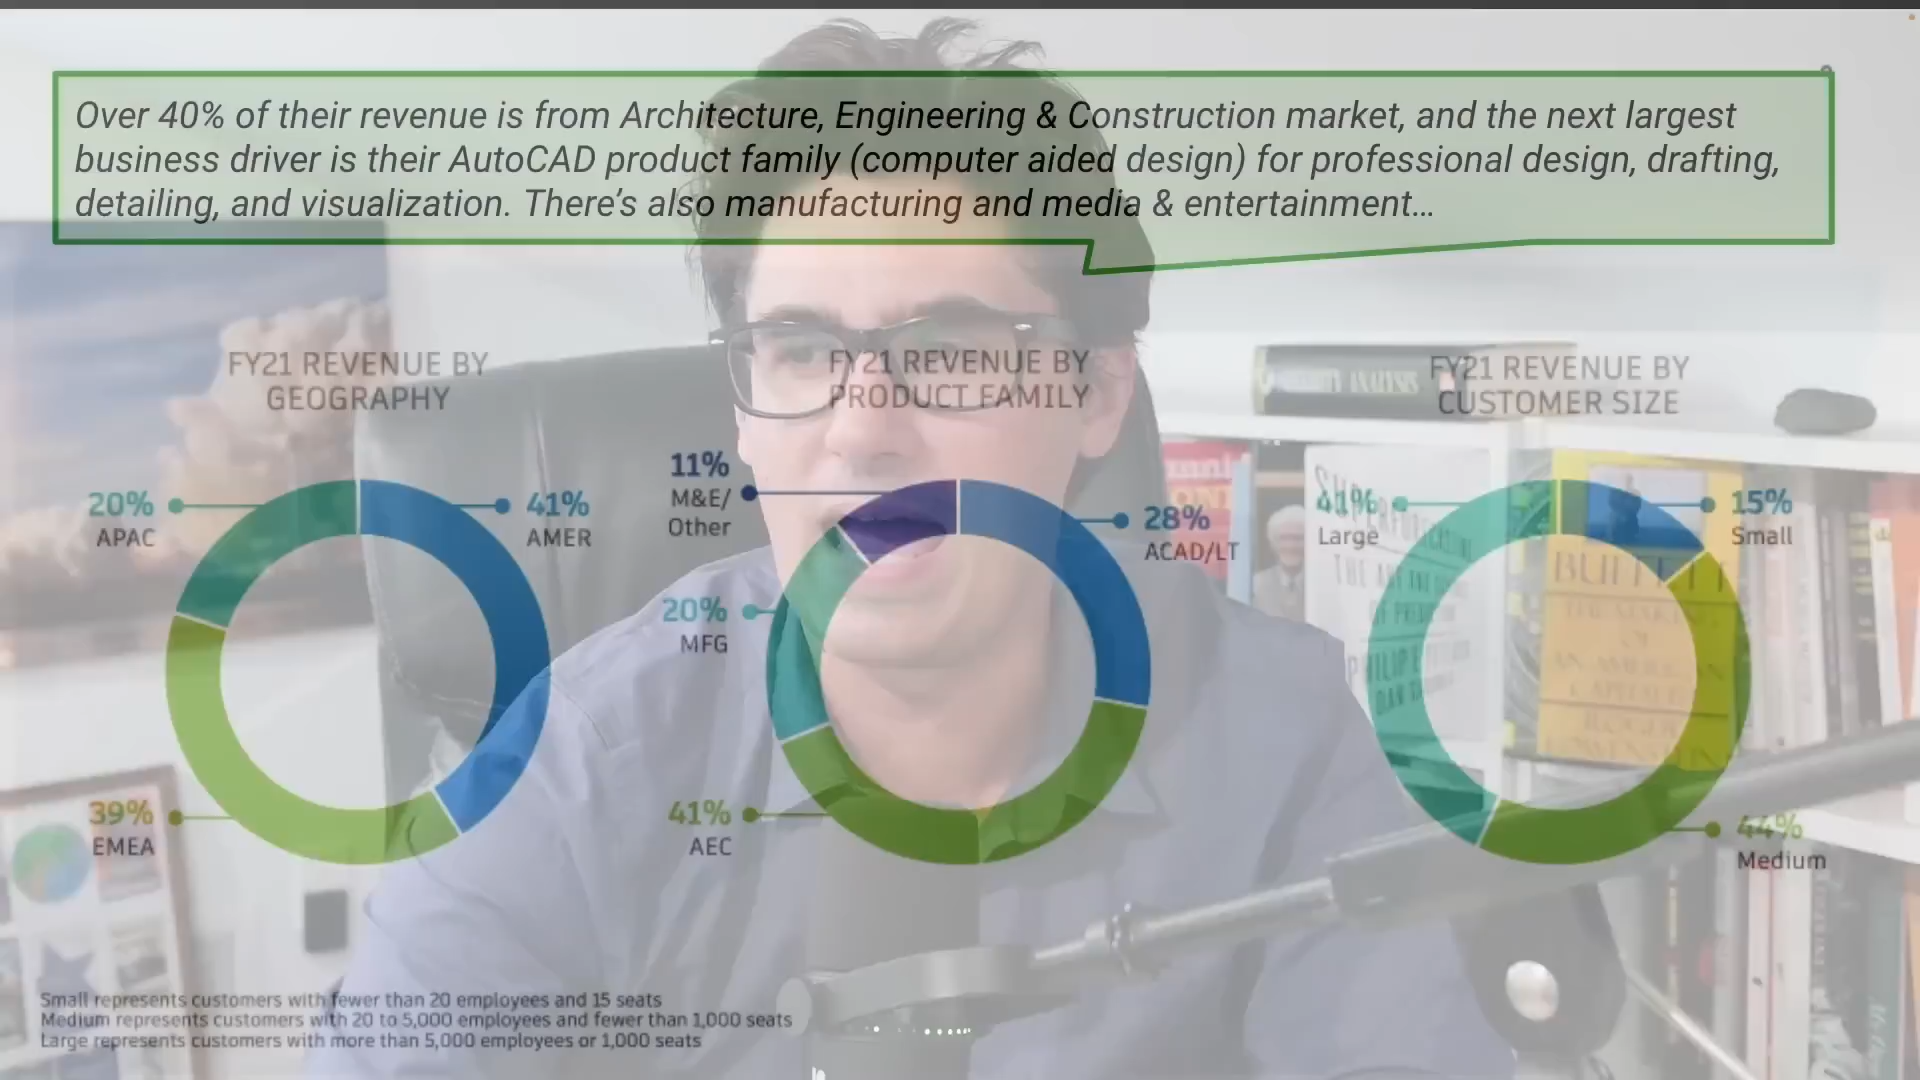 Over 40% of their revenue is from Architecture, Engineering & Construction market, and the next largest
business driver is their AutoCAD product family (computer aided design) for professional design, drafting,
detailing, and visualization. There's also manufacturing and media & entertainment...
FY21 REVENUE BY
GEOGRAPHY
20%
APAC
41%
AMER
39%
EMEA
FY21 REVENUE BY
PRODUCT FAMILY
11%
M&E/
Other
28%
ACAD/LT
20%
MFG
41%
AEC
FY21 REVENUE BY
CUSTOMER SIZE
41%
Large
15%
Small
44%
Medium
SECURITY ANALYSIS
BUFFETT
Small represents customers with fewer than 20 employees and 15 seats
Medium represents customers with 20 to 5,000 employees and fewer than 1,000 seats
Large represents customers with more than 5,000 employees or 1,000 seats